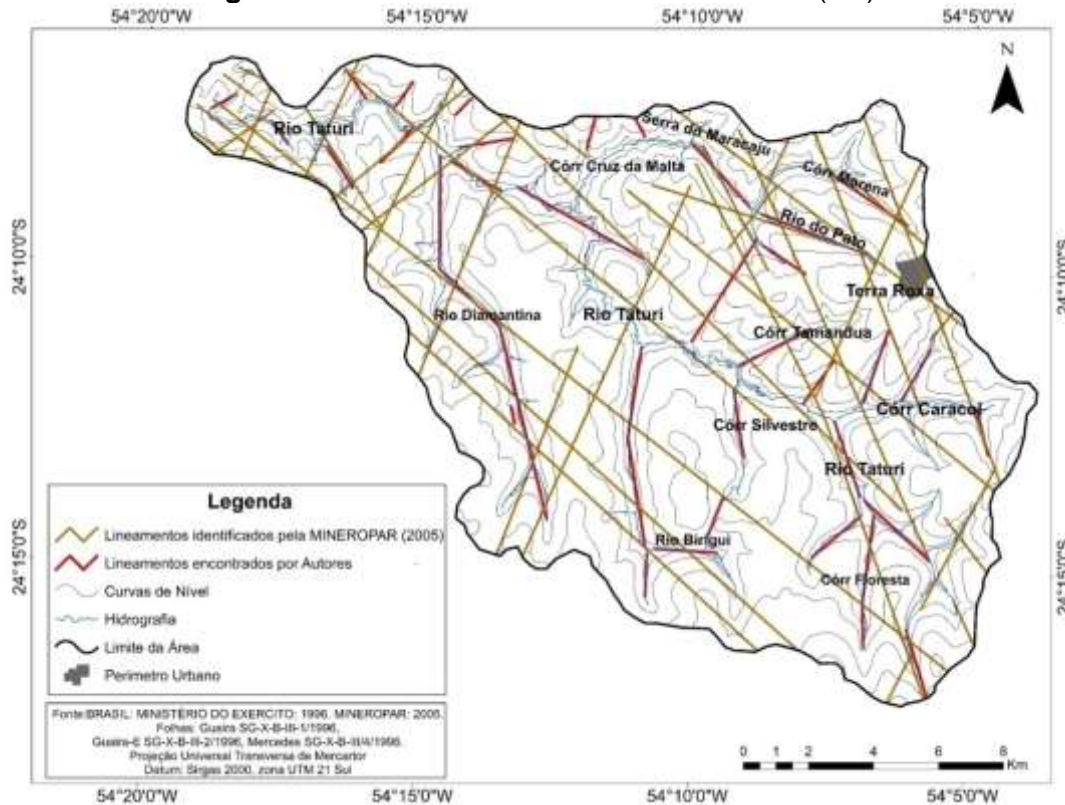 54°20'0"W 54°15'0"W 54°10'0"W 54°5'0"W
N
Rio Taturi
Serra do Maracaju
Córr Cruz da Malta
Córr Morena
Rio do Pato
24°10'0"S 24°10'0"S
Terra Roxa
Rio Diamantina
Rio Taturi
Córr Tamandua
Córr Caracol
Córr Silvestre
Rio Taturi
Rio Birigui
Córr Floresta
24°15'0"S 24°15'0"S
Legenda
Lineamentos identificados pela MINEROPAR (2005)
Lineamentos encontrados por Autores
Curvas de Nível
Hidrografia
Limite da Área
Perimetro Urbano
Fonte:BRASIL: MINISTÉRIO DO EXERCITO: 1996. MINEROPAR: 2005.
Folhas: Guaira SG-X-B-III-1/1996,
Guaira-E SG-X-B-III-2/1996, Mercedes SG-X-B-III/4/1996.
Projeção Universal Transversa de Mercartor
Datum: Sirgas 2000, zona UTM 21 Sul
0 1 2 4 6 8
Km
54°20'0"W 54°15'0"W 54°10'0"W 54°5'0"W